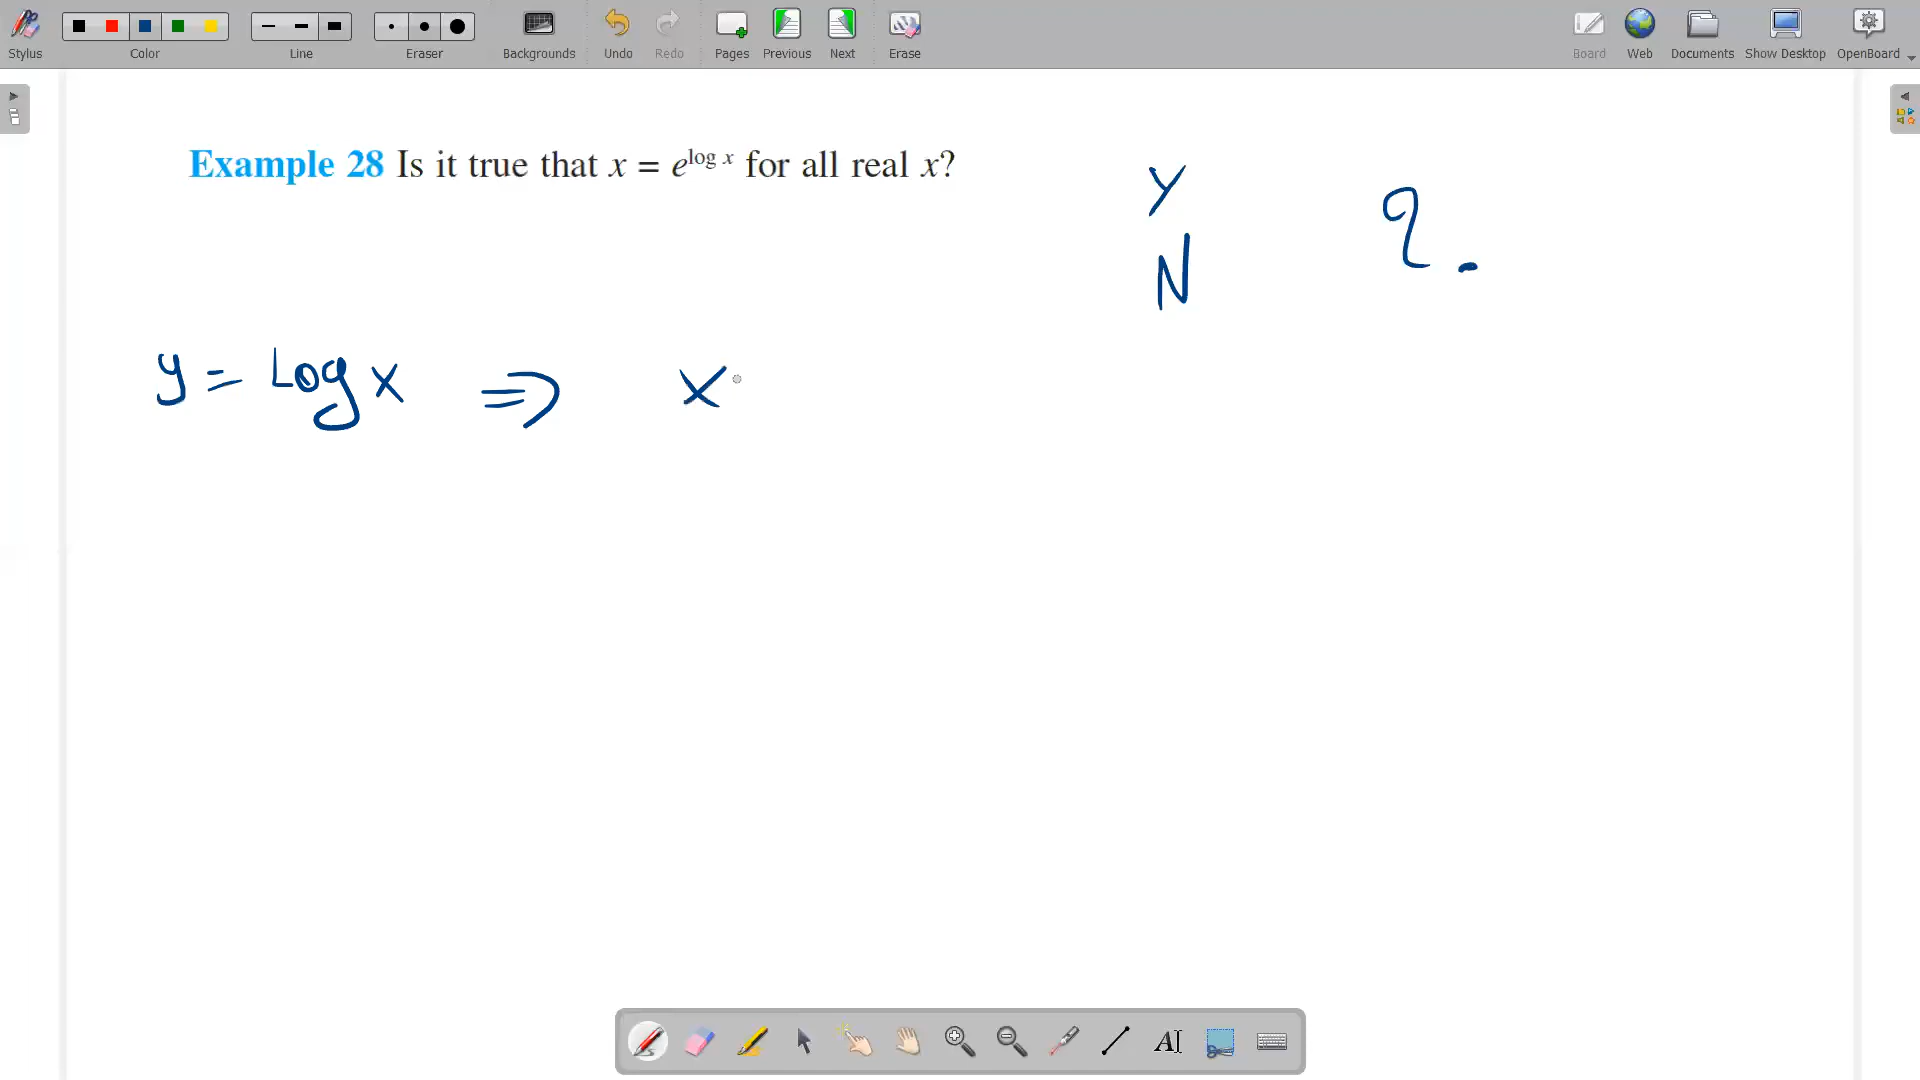 Stylus Color Line Eraser Backgrounds Undo Redo Pages Previous Next Erase Board Web Documents Show Desktop OpenBoard
Example 28 Is it true that x = e^{log x} for all real x?
Y
N
?
y = Log x ⇒ x